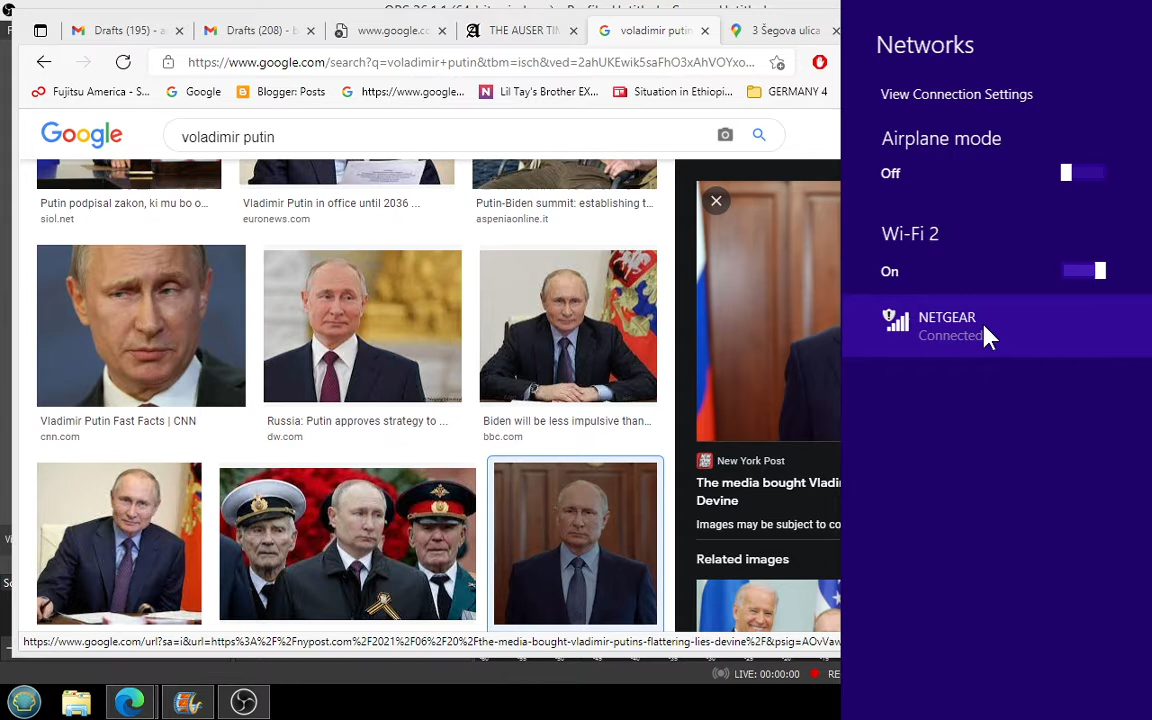 Drafts (195) - a
Drafts (208) - b
www.google.co
THE AUSER TIM
voladimir putin
3 Šegova ulica
https://www.google.com/search?q=voladimir+putin&tbm=isch&ved=2ahUKEwik5saFhO3xAhVOYXo...
Fujitsu America - S...
Google
Blogger: Posts
https://www.google...
Lil Tay's Brother EX...
Situation in Ethiopi...
GERMANY 4
Google
voladimir putin
Putin podpisal zakon, ki mu bo o...
siol.net
Vladimir Putin in office until 2036 ...
euronews.com
Putin-Biden summit: establishing t...
aspeniaonline.it
Vladimir Putin Fast Facts | CNN
cnn.com
Russia: Putin approves strategy to ...
dw.com
Biden will be less impulsive than...
bbc.com
New York Post
The media bought Vladi
Devine
Images may be subject to co
Related images
https://www.google.com/url?sa=i&url=https%3A%2F%2Fnypost.com%2F2021%2F06%2F20%2Fthe-media-bought-vladimir-putins-flattering-lies-devine%2F&psig=AOvVaw
LIVE: 00:00:00
RE
Networks
View Connection Settings
Airplane mode
Off
Wi-Fi 2
On
NETGEAR
Connected